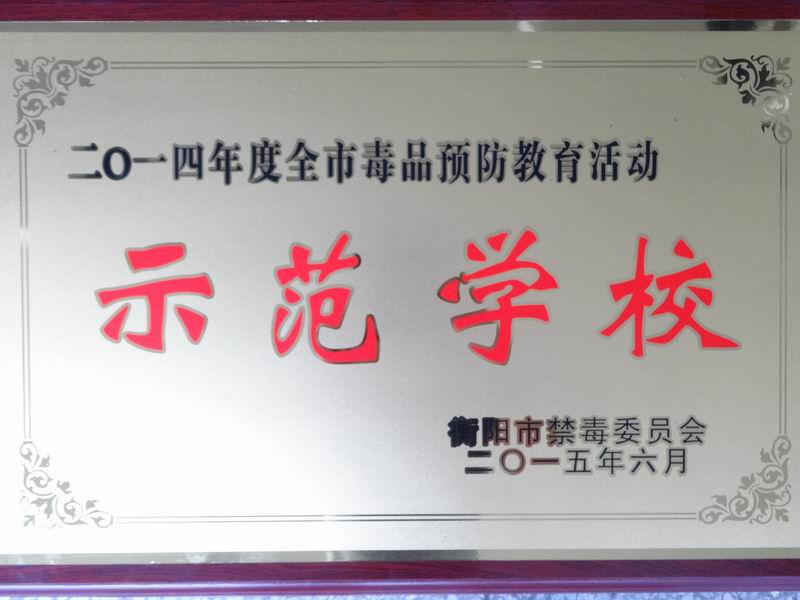 二〇一四年度全市毒品预防教育活动
示范学校
衡阳市禁毒委员会
二〇一五年六月